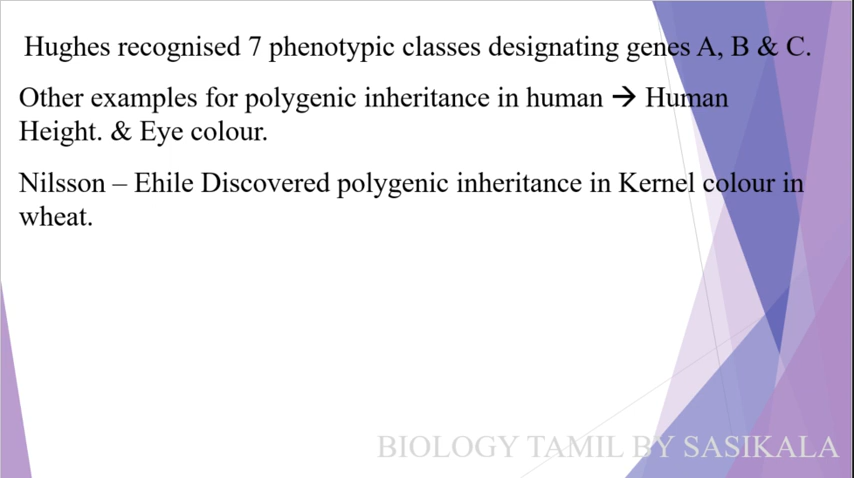 Hughes recognised 7 phenotypic classes designating genes A, B & C.
Other examples for polygenic inheritance in human → Human
Height. & Eye colour.
Nilsson – Ehile Discovered polygenic inheritance in Kernel colour in
wheat.
BIOLOGY TAMIL BY SASIKALA